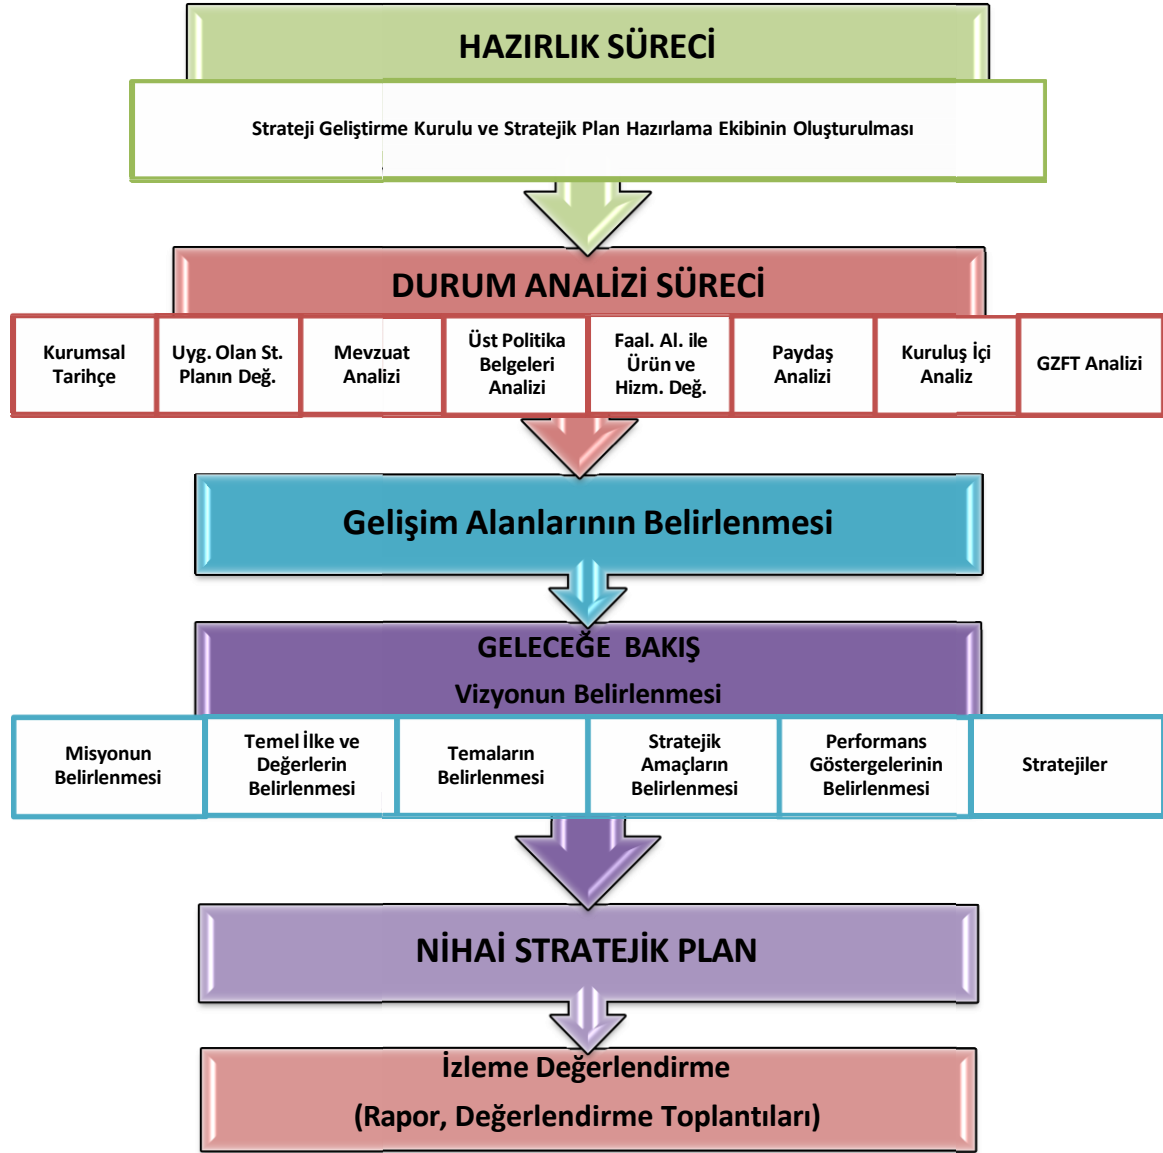 HAZIRLIK SÜRECİ
Strateji Geliştirme Kurulu ve Stratejik Plan Hazırlama Ekibinin Oluşturulması
DURUM ANALİZİ SÜRECİ
Kurumsal
Tarihçe
Uyg. Olan St.
Planın Değ.
Mevzuat
Analizi
Üst Politika
Belgeleri
Analizi
Faal. Al. ile
Ürün ve
Hizm. Değ.
Paydaş
Analizi
Kuruluş İçi
Analiz
GZFT Analizi
Gelişim Alanlarının Belirlenmesi
GELECEĞE BAKIŞ
Vizyonun Belirlenmesi
Misyonun
Belirlenmesi
Temel İlke ve
Değerlerin
Belirlenmesi
Temaların
Belirlenmesi
Stratejik
Amaçların
Belirlenmesi
Performans
Göstergelerinin
Belirlenmesi
Stratejiler
NİHAİ STRATEJİK PLAN
İzleme Değerlendirme
(Rapor, Değerlendirme Toplantıları)